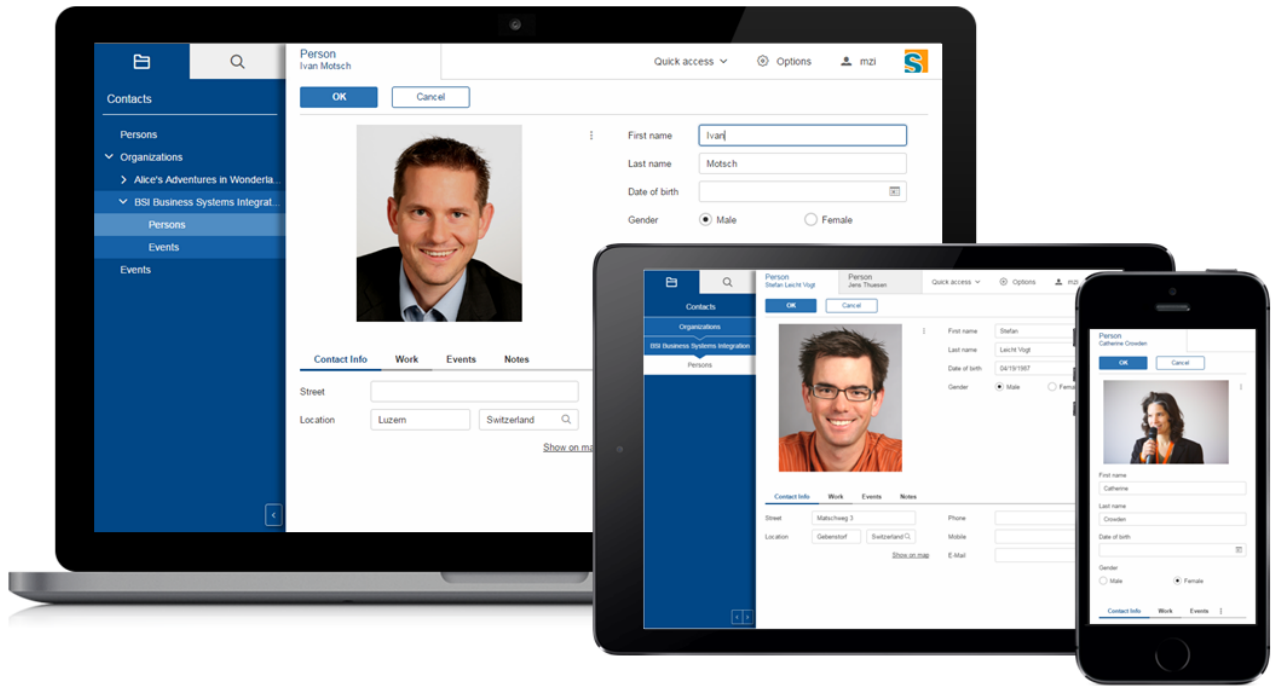 Person
Ivan Motsch
Quick access
Options
mzi
S
Contacts
OK
Cancel
Persons
Organizations
Alice's Adventures in Wonderla...
BSI Business Systems Integrat...
Persons
Events
Events
First name
Ivan
Last name
Motsch
Date of birth
Gender
Male
Female
Contact Info
Work
Events
Notes
Street
Location
Luzern
Switzerland
Show on ma
Contacts
Organizations
BSI Business Systems Integration
Persons
Person
Stefan Leicht Vogt
Person
Jens Thuesen
Quick access
Options
mzi
OK
Cancel
First name
Stefan
Last name
Leicht Vogt
Date of birth
04/19/1987
Gender
Male
Fema
Contact Info
Work
Events
Notes
Street
Matschweg 3
Phone
Location
Gebenstorf
Switzerland
Mobile
Show on map
E-Mail
Person
Catherine Crowden
OK
Cancel
First name
Catherine
Last name
Crowden
Date of birth
Gender
Male
Female
Contact Info
Work
Events